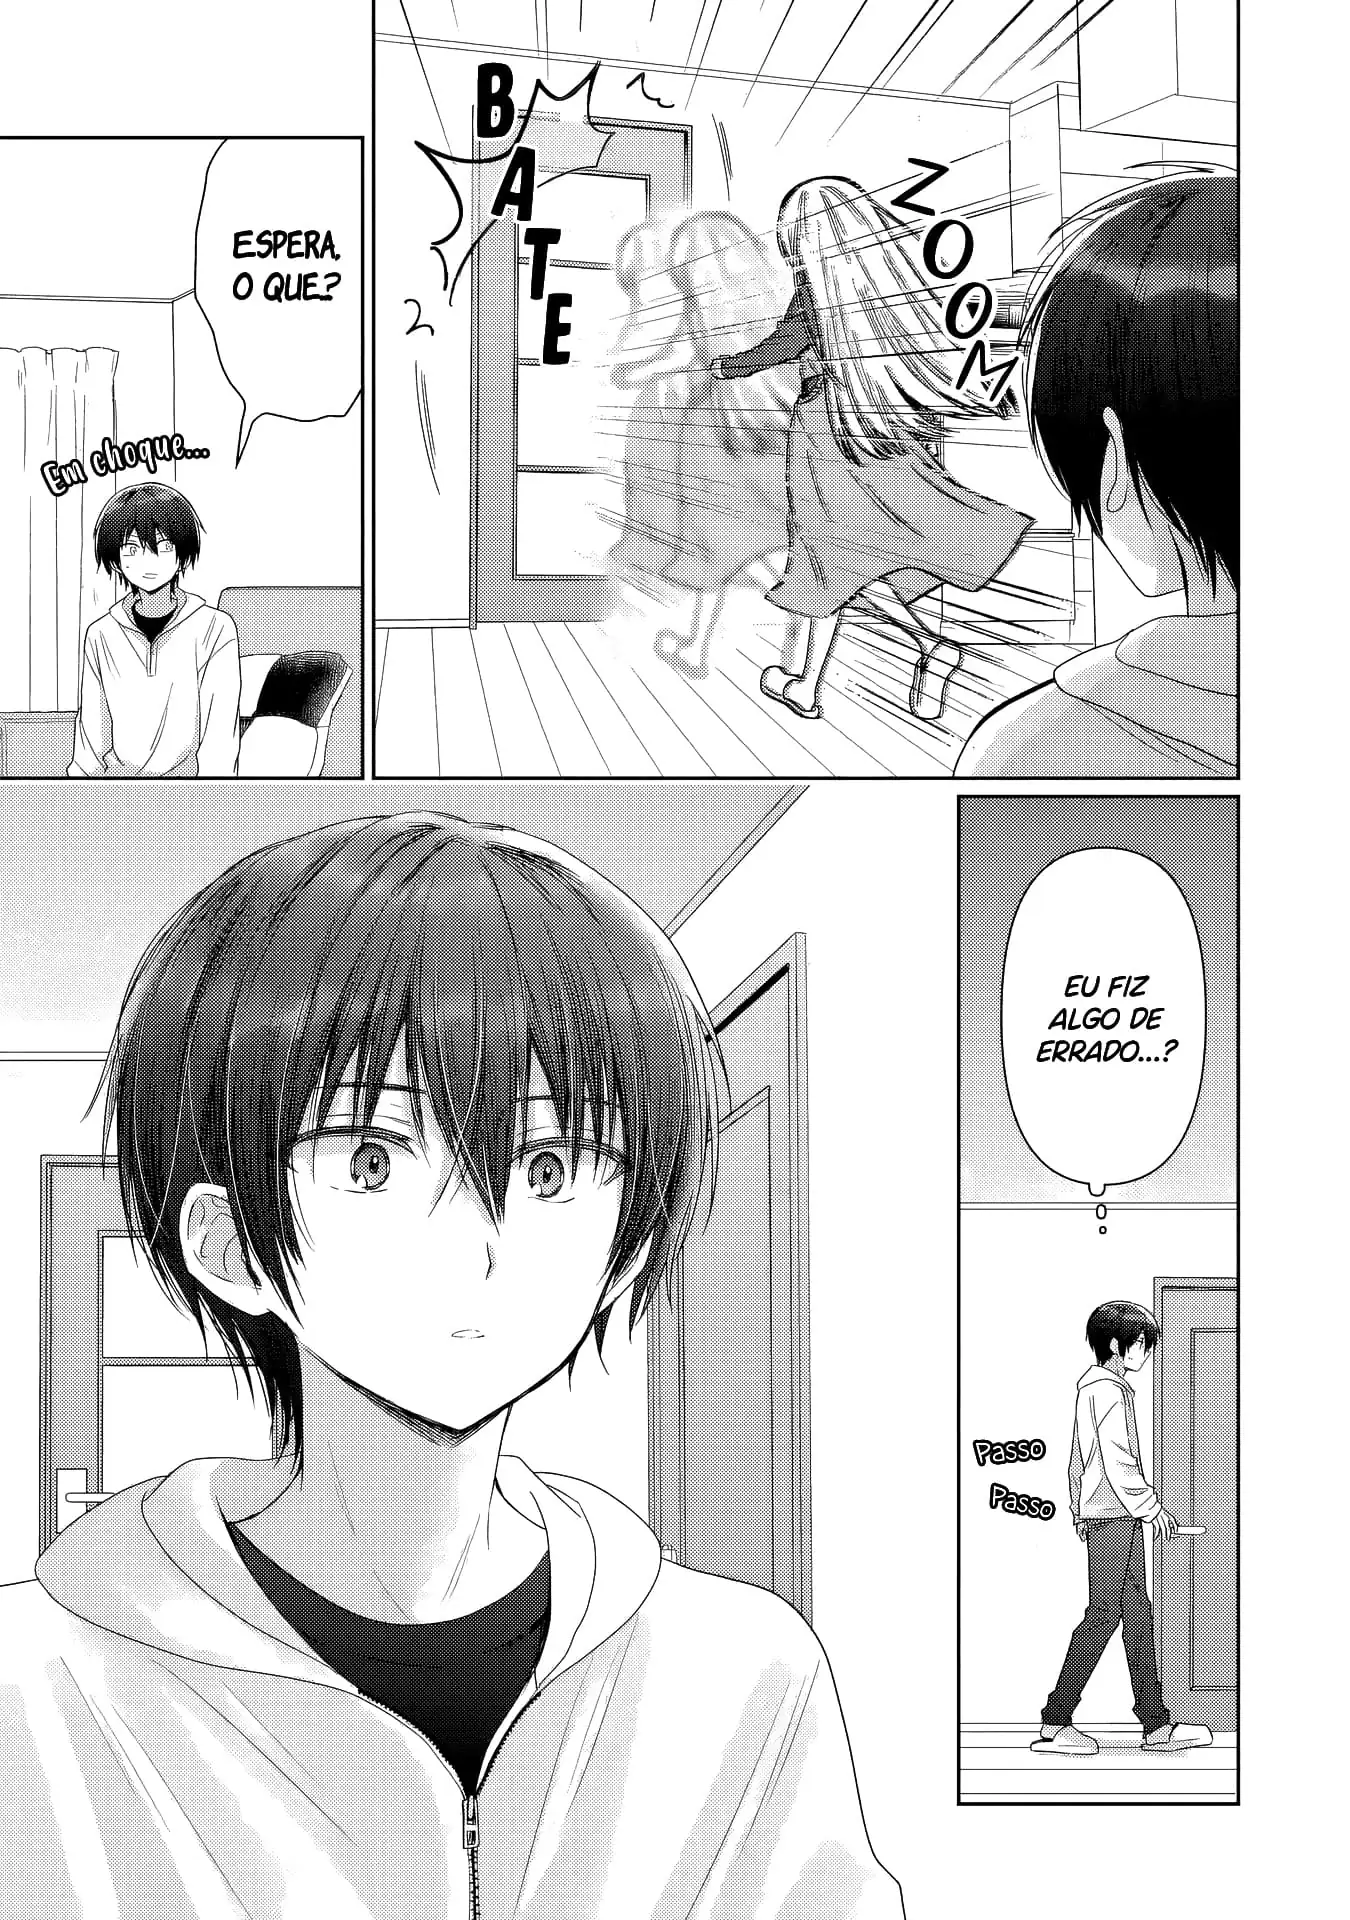 ZOOM
BATE
ESPERA,
O QUE..?
Em choque...
EU FIZ
ALGO DE
ERRADO...?
Passo
Passo